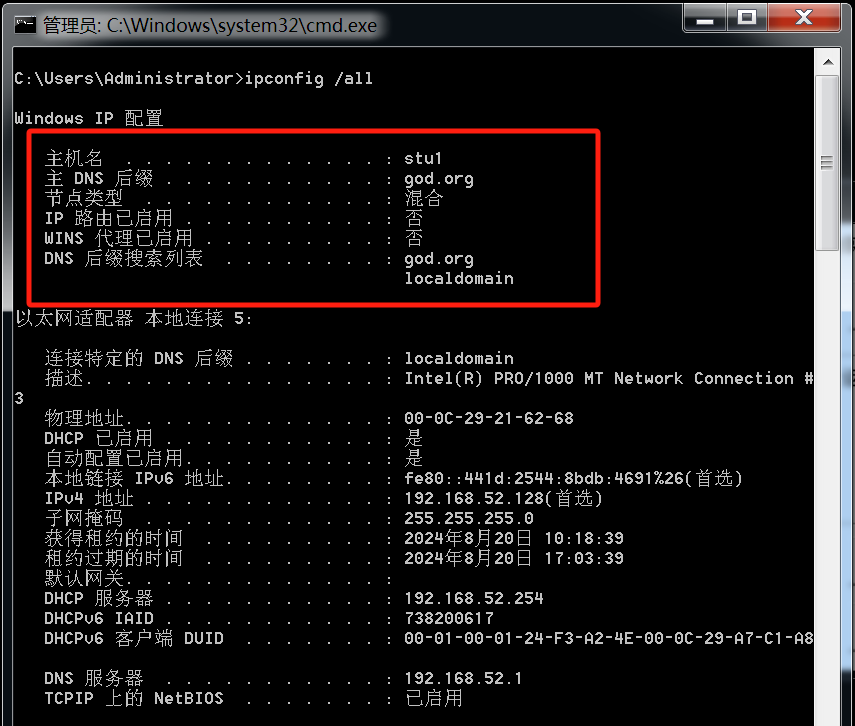 管理员: C:\Windows\system32\cmd.exe
C:\Users\Administrator>ipconfig /all
Windows IP 配置
主机名 . . . . . . . . . . . . . : stu1
主 DNS 后缀 . . . . . . . . . . . : god.org
节点类型 . . . . . . . . . . . . : 混合
IP 路由已启用 . . . . . . . . . . : 否
WINS 代理已启用 . . . . . . . . . : 否
DNS 后缀搜索列表 . . . . . . . . : god.org
localdomain
以太网适配器 本地连接 5:
连接特定的 DNS 后缀 . . . . . . . : localdomain
描述. . . . . . . . . . . . . . . : Intel(R) PRO/1000 MT Network Connection #
3
物理地址. . . . . . . . . . . . . : 00-0C-29-21-62-68
DHCP 已启用 . . . . . . . . . . . : 是
自动配置已启用. . . . . . . . . . : 是
本地链接 IPv6 地址. . . . . . . . : fe80::441d:2544:8bdb:4691%26(首选)
IPv4 地址 . . . . . . . . . . . . : 192.168.52.128(首选)
子网掩码 . . . . . . . . . . . . : 255.255.255.0
获得租约的时间 . . . . . . . . . : 2024年8月20日 10:18:39
租约过期的时间 . . . . . . . . . : 2024年8月20日 17:03:39
默认网关. . . . . . . . . . . . . :
DHCP 服务器 . . . . . . . . . . . : 192.168.52.254
DHCPv6 IAID . . . . . . . . . . . : 738200617
DHCPv6 客户端 DUID . . . . . . . : 00-01-00-01-24-F3-A2-4E-00-0C-29-A7-C1-A8
DNS 服务器 . . . . . . . . . . . : 192.168.52.1
TCPIP 上的 NetBIOS . . . . . . . : 已启用